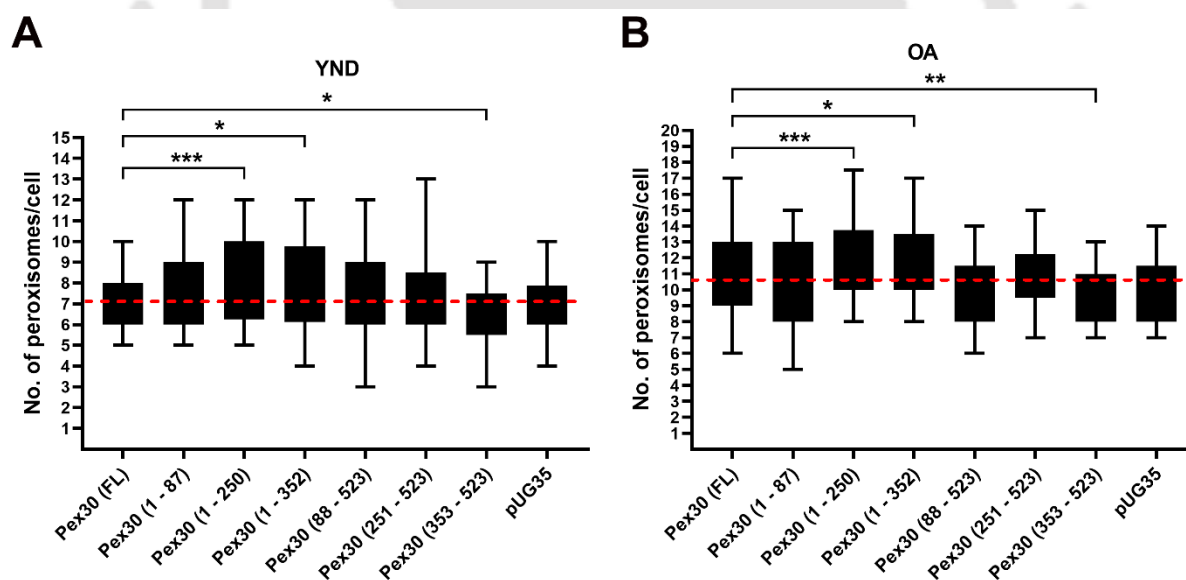 A
YND
*
*
***
No. of peroxisomes/cell
15
14
13
12
11
10
9
8
7
6
5
4
3
2
1
Pex30 (FL)
Pex30 (1 - 87)
Pex30 (1 - 250)
Pex30 (1 - 352)
Pex30 (88 - 523)
Pex30 (251 - 523)
Pex30 (353 - 523)
pUG35
B
OA
**
*
***
No. of peroxisomes/cell
20
19
18
17
16
15
14
13
12
11
10
9
8
7
6
5
4
3
2
1
Pex30 (FL)
Pex30 (1 - 87)
Pex30 (1 - 250)
Pex30 (1 - 352)
Pex30 (88 - 523)
Pex30 (251 - 523)
Pex30 (353 - 523)
pUG35